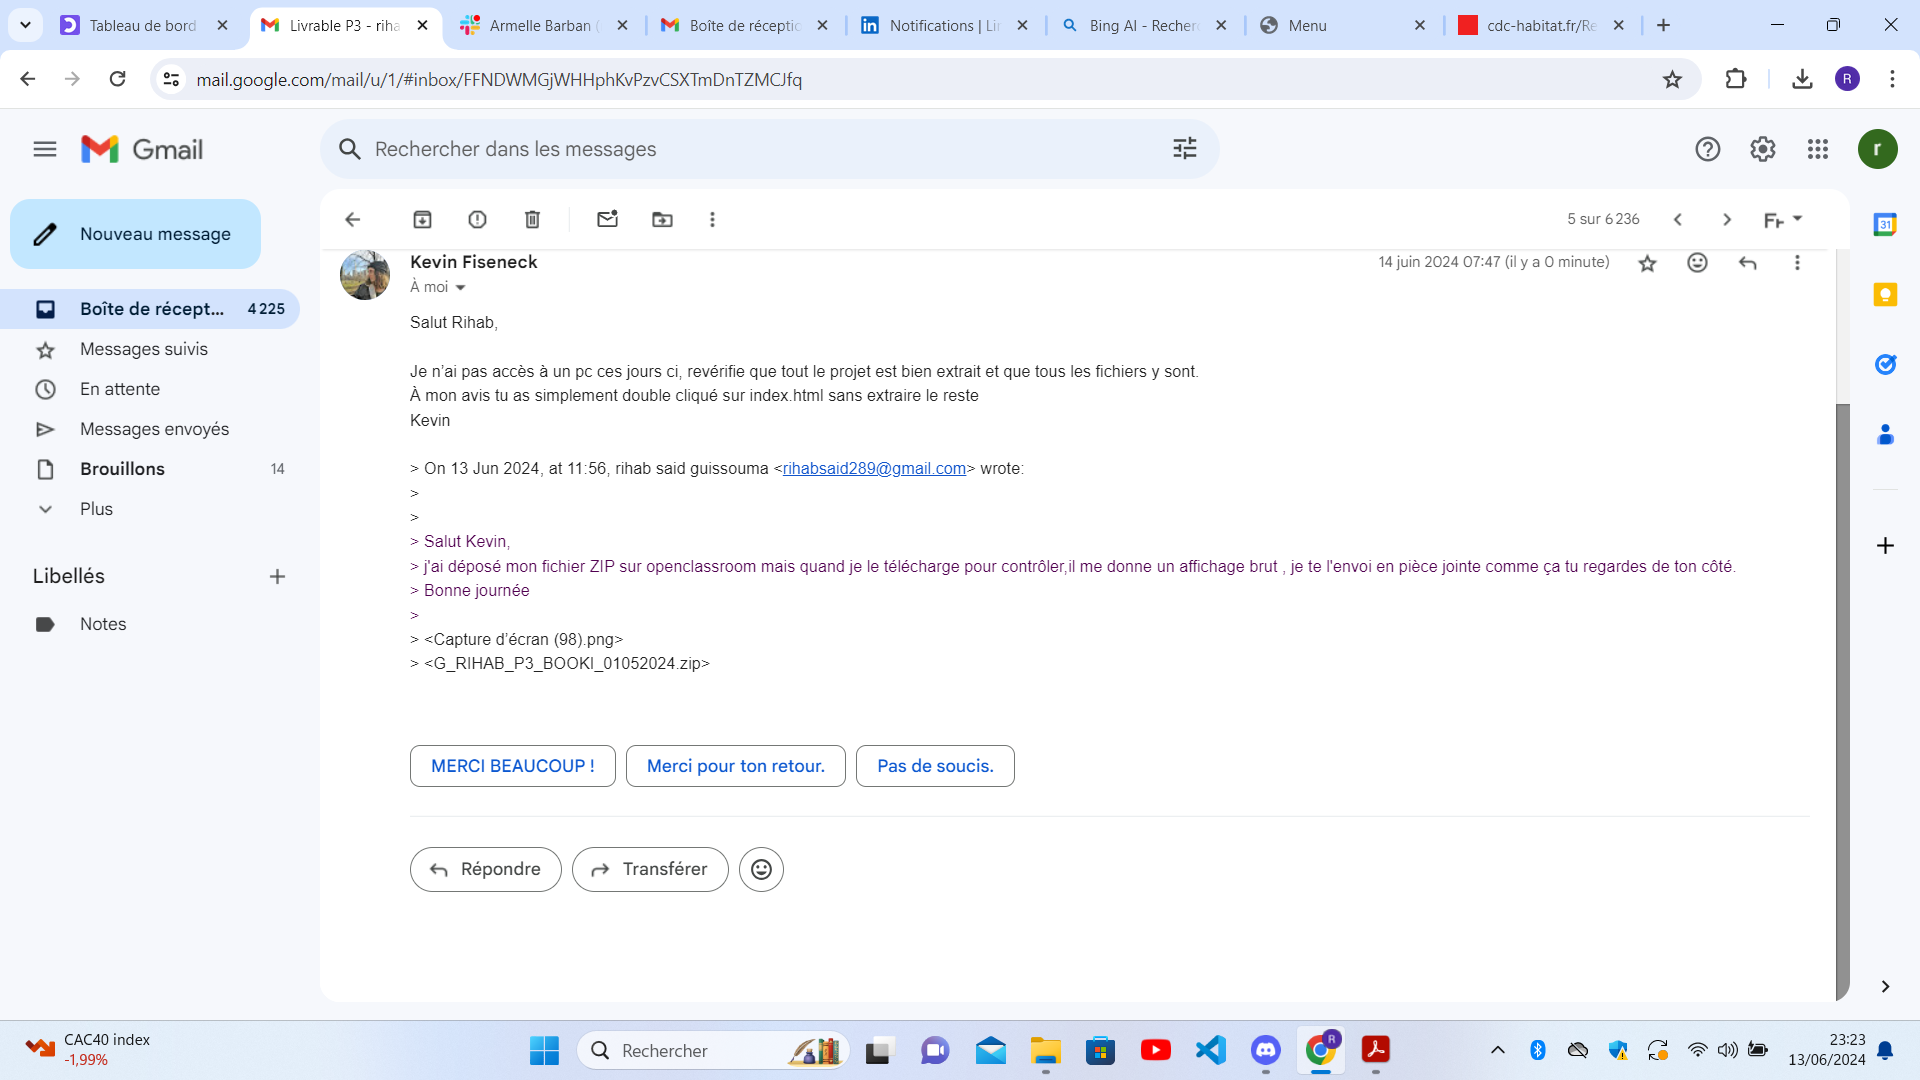 Tableau de bord
Livrable P3 - riha
Armelle Barban (
Boîte de réceptio
Notifications | Lin
Bing AI - Recherc
Menu
cdc-habitat.fr/Re
mail.google.com/mail/u/1/#inbox/FFNDWMGjWHHphKvPzvCSXTmDnTZMCJfq
R
Gmail
Rechercher dans les messages
r
Nouveau message
5 sur 6 236
Fr
31
Boîte de récept... 4 225
Messages suivis
En attente
Messages envoyés
Brouillons 14
Plus
Libellés
Notes
Kevin Fiseneck
14 juin 2024 07:47 (il y a 0 minute)
À moi
Salut Rihab,
Je n’ai pas accès à un pc ces jours ci, revérifie que tout le projet est bien extrait et que tous les fichiers y sont.
À mon avis tu as simplement double cliqué sur index.html sans extraire le reste
Kevin
> On 13 Jun 2024, at 11:56, rihab said guissouma <rihabsaid289@gmail.com> wrote:
>
>
> Salut Kevin,
> j'ai déposé mon fichier ZIP sur openclassroom mais quand je le télécharge pour contrôler,il me donne un affichage brut , je te l'envoi en pièce jointe comme ça tu regardes de ton côté.
> Bonne journée
>
> <Capture d’écran (98).png>
> <G_RIHAB_P3_BOOKI_01052024.zip>
MERCI BEAUCOUP !
Merci pour ton retour.
Pas de soucis.
Répondre
Transférer
CAC40 index
-1,99%
Rechercher
R
23:23
13/06/2024